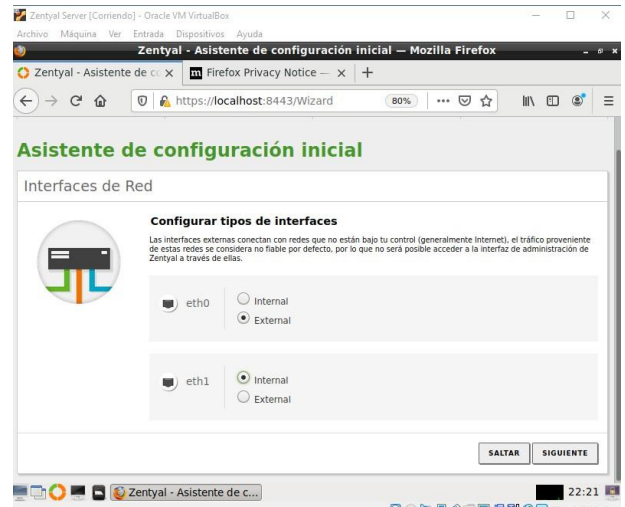 Zentyal Server [Corriendo] - Oracle VM VirtualBox
Archivo Máquina Ver Entrada Dispositivos Ayuda
Zentyal - Asistente de configuración inicial — Mozilla Firefox
Zentyal - Asistente de co
Firefox Privacy Notice —
https://localhost:8443/Wizard
80%
Asistente de configuración inicial
Interfaces de Red
Configurar tipos de interfaces
Las interfaces externas conectan con redes que no están bajo tu control (generalmente Internet), el tráfico proveniente
de estas redes se considera no fiable por defecto, por lo que no será posible acceder a la interfaz de administración de
Zentyal a través de ellas.
eth0
Internal
External
eth1
Internal
External
SALTAR
SIGUIENTE
Zentyal - Asistente de c...
22:21